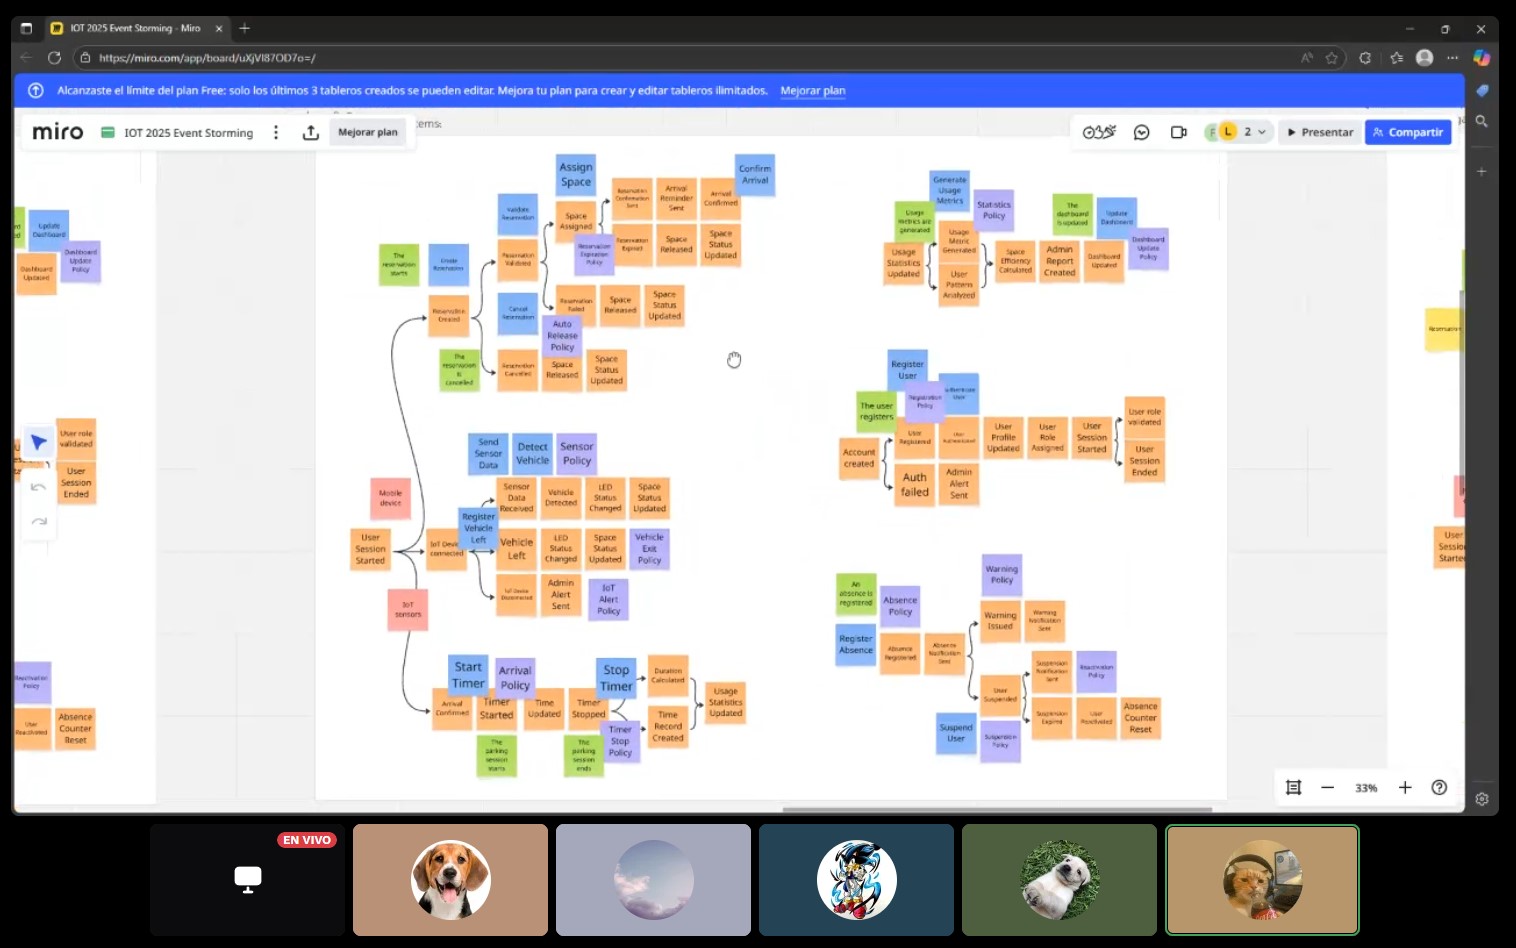 IOT 2025 Event Storming - Miro
https://miro.com/app/board/uXjVI87OD7o=/
Alcanzaste el límite del plan Free: solo los últimos 3 tableros creados se pueden editar. Mejora tu plan para crear y editar tableros ilimitados. Mejorar plan
miro
IOT 2025 Event Storming
Mejorar plan
tems:
F L 2
Presentar
Compartir
Update
Dashboard
Dashboard
Update
Policy
Dashboard
Updated
User role
validated
User
Session
Ended
Reactivation
Policy
User
Reactivated
Absence
Counter
Reset
Assign
Space
Confirm
Arrival
Validate
Reservation
Space
Assigned
Reservation
Confirmation
Sent
Arrival
Reminder
Sent
Arrival
Confirmed
The
reservation
starts
Create
Reservation
Reservation
Validated
Reservation
Expiration
Policy
Reservation
Expired
Space
Released
Space
Status
Updated
Reservation
Created
Cancel
Reservation
Reservation
Failed
Space
Released
Space
Status
Updated
Auto
Release
Policy
The
reservation
is
cancelled
Reservation
Cancelled
Space
Released
Space
Status
Updated
Send
Sensor
Data
Detect
Vehicle
Sensor
Policy
Mobile
device
Sensor
Data
Received
Vehicle
Detected
LED
Status
Changed
Space
Status
Updated
Register
Vehicle
Left
User
Session
Started
IoT Device
connected
Vehicle
Left
LED
Status
Changed
Space
Status
Updated
Vehicle
Exit
Policy
IoT
sensors
IoT Device
Disconnected
Admin
Alert
Sent
IoT
Alert
Policy
Start
Timer
Arrival
Policy
Stop
Timer
Duration
Calculated
Arrival
Confirmed
Timer
Started
Time
Updated
Timer
Stopped
Usage
Statistics
Updated
Time
Record
Created
Timer
Stop
Policy
The
parking
session
starts
The
parking
session
ends
Generate
Usage
Metrics
Statistics
Policy
Usage
metrics are
generated
The
dashboard
is updated
Update
Dashboard
Dashboard
Update
Policy
Usage
Statistics
Updated
Usage
Metric
Generated
User
Pattern
Analyzed
Space
Efficiency
Calculated
Admin
Report
Created
Dashboard
Updated
Register
User
Registration
Policy
User
The user
registers
Account
created
User
Registered
User
Authenticated
User
Profile
Updated
User
Role
Assigned
User
Session
Started
User role
validated
User
Session
Ended
Auth
failed
Admin
Alert
Sent
Warning
Policy
An
absence is
registered
Absence
Policy
Warning
Issued
Warning
Notification
Sent
Register
Absence
Absence
Registered
Absence
Notification
Sent
Suspension
Notification
Sent
Reactivation
Policy
User
Suspended
Suspension
Expired
User
Reactivated
Absence
Counter
Reset
Suspend
User
Suspension
Policy
User
Session
Started
33%
EN VIVO